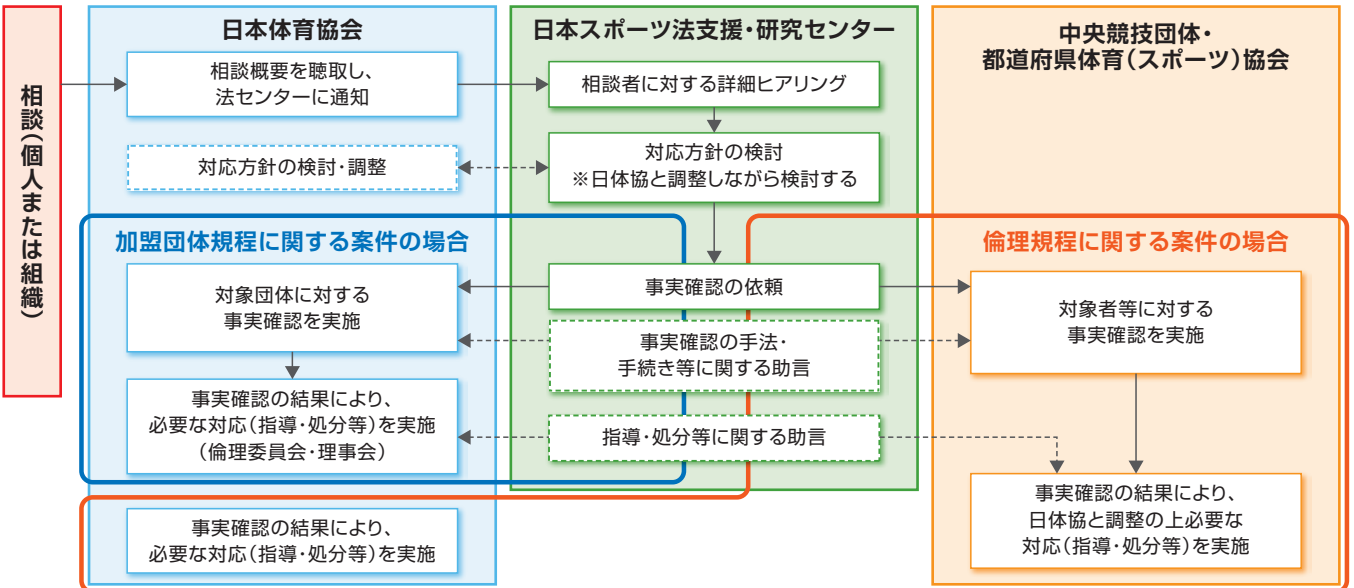 相談（個人または組織）
日本体育協会
相談概要を聴取し、
法センターに通知
対応方針の検討・調整
加盟団体規程に関する案件の場合
対象団体に対する
事実確認を実施
事実確認の結果により、
必要な対応（指導・処分等）を実施
（倫理委員会・理事会）
事実確認の結果により、
必要な対応（指導・処分等）を実施
日本スポーツ法支援・研究センター
相談者に対する詳細ヒアリング
対応方針の検討
※日体協と調整しながら検討する
事実確認の依頼
事実確認の手法・
手続き等に関する助言
指導・処分等に関する助言
中央競技団体・
都道府県体育（スポーツ）協会
倫理規程に関する案件の場合
対象者等に対する
事実確認を実施
事実確認の結果により、
日体協と調整の上必要な
対応（指導・処分等）を実施